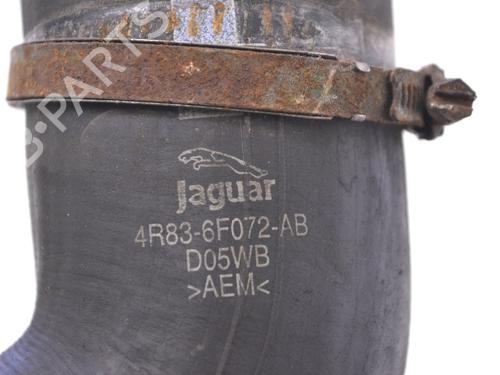 B-PARTS
Jaguar
4R83-6F072-AB
D05WB
>AEM<